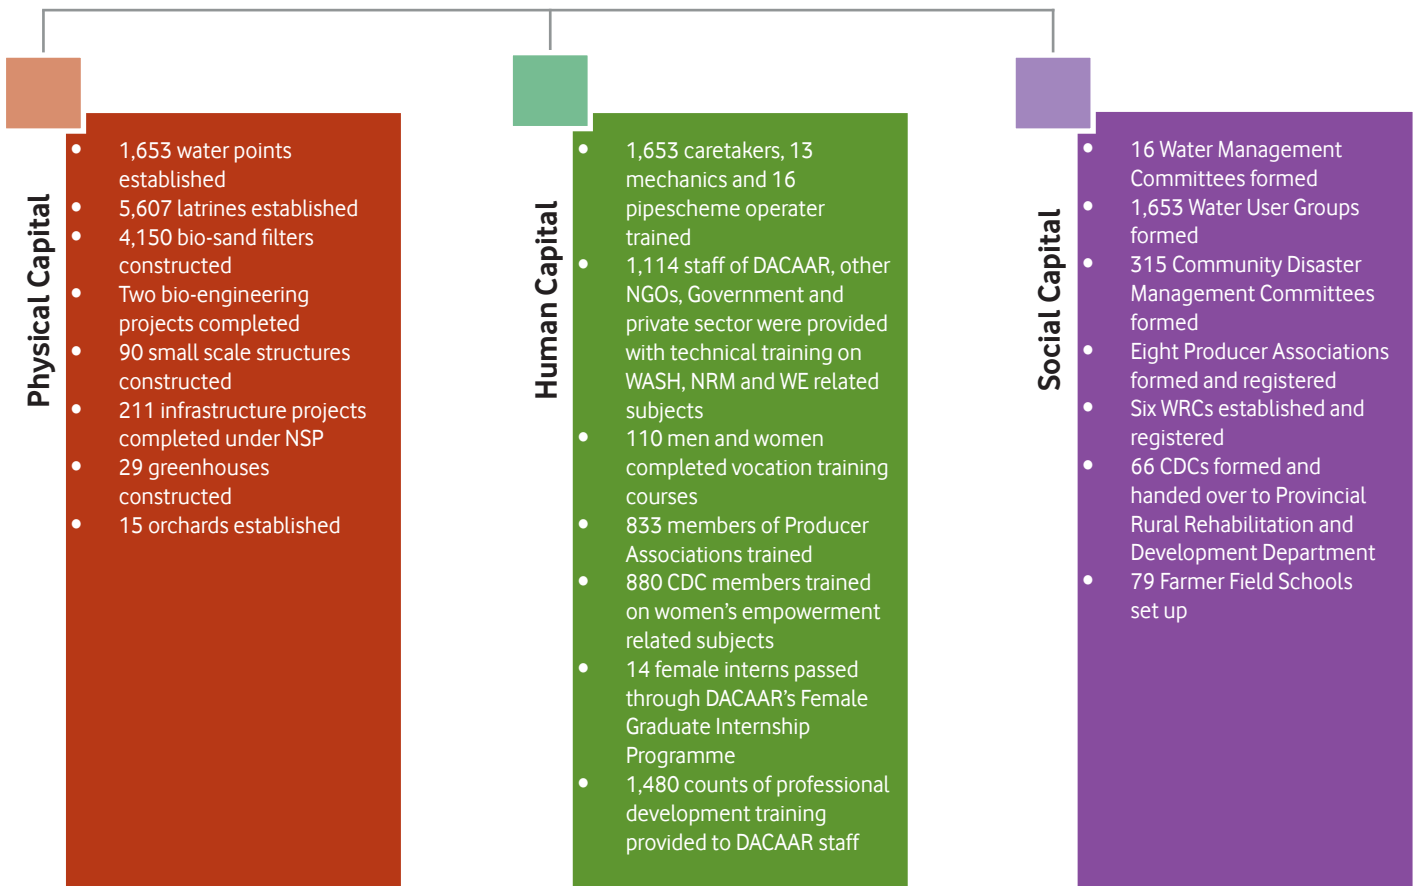 Physical Capital
• 1,653 water points
established
• 5,607 latrines established
• 4,150 bio-sand filters
constructed
• Two bio-engineering
projects completed
• 90 small scale structures
constructed
• 211 infrastructure projects
completed under NSP
• 29 greenhouses
constructed
• 15 orchards established
Human Capital
• 1,653 caretakers, 13
mechanics and 16
pipescheme operater
trained
• 1,114 staff of DACAAR, other
NGOs, Government and
private sector were provided
with technical training on
WASH, NRM and WE related
subjects
• 110 men and women
completed vocation training
courses
• 833 members of Producer
Associations trained
• 880 CDC members trained
on women's empowerment
related subjects
• 14 female interns passed
through DACAAR's Female
Graduate Internship
Programme
• 1,480 counts of professional
development training
provided to DACAAR staff
Social Capital
• 16 Water Management
Committees formed
• 1,653 Water User Groups
formed
• 315 Community Disaster
Management Committees
formed
• Eight Producer Associations
formed and registered
• Six WRCs established and
registered
• 66 CDCs formed and
handed over to Provincial
Rural Rehabilitation and
Development Department
• 79 Farmer Field Schools
set up